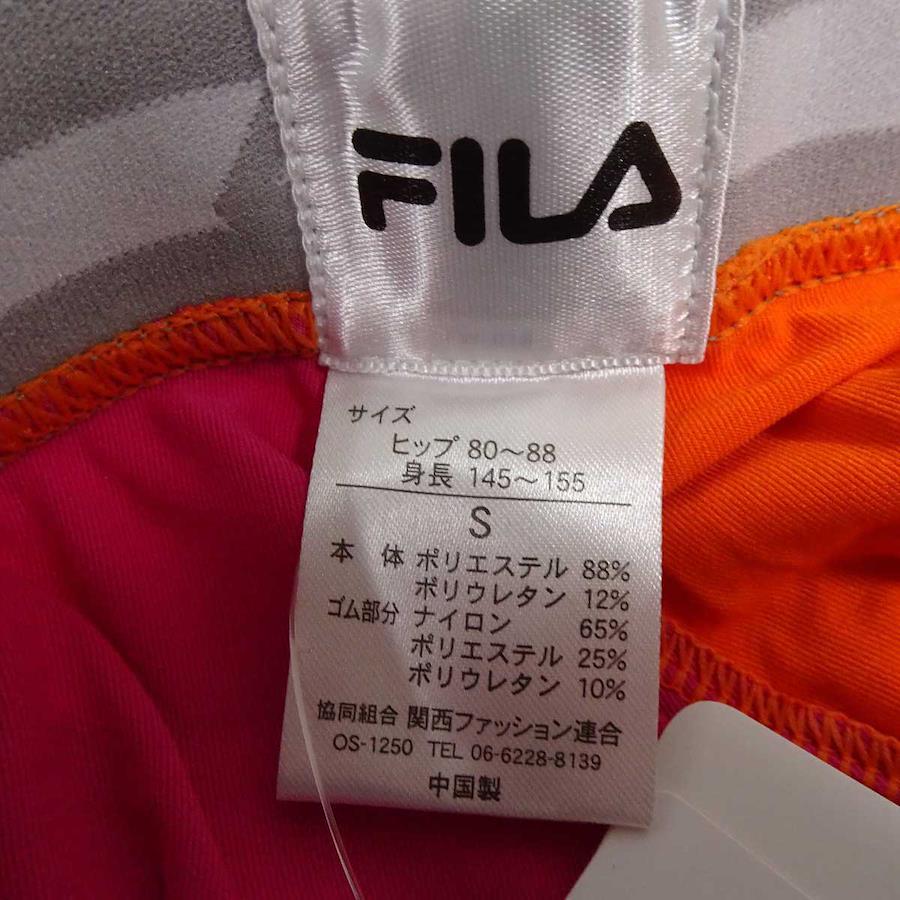 FILA
サイズ
ヒップ 80～88
身長 145～155
S
本 体 ポリエステル 88%
ポリウレタン 12%
ゴム部分 ナイロン 65%
ポリエステル 25%
ポリウレタン 10%
協同組合 関西ファッション連合
OS-1250 TEL 06-6228-8139
中国製